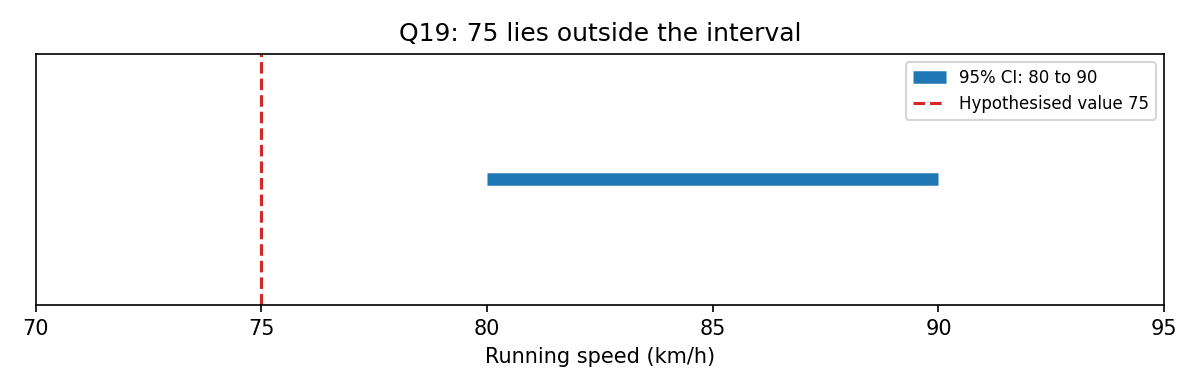 Q19: 75 lies outside the interval
95% CI: 80 to 90
Hypothesised value 75
70 75 80 85 90 95
Running speed (km/h)